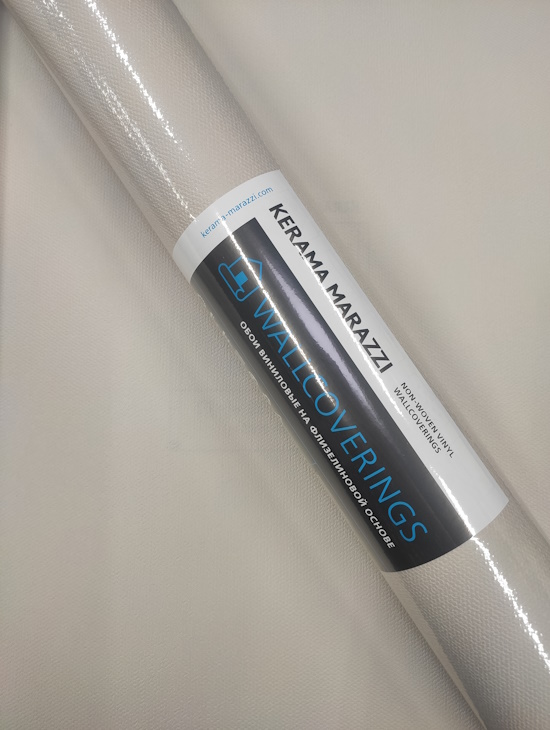 kerama-marazzi.com
KERAMA MARAZZI
NON-WOVEN VINYL
WALLCOVERINGS
WALLCOVERINGS
ОБОИ ВИНИЛОВЫЕ НА ФЛИЗЕЛИНОВОЙ ОСНОВЕ